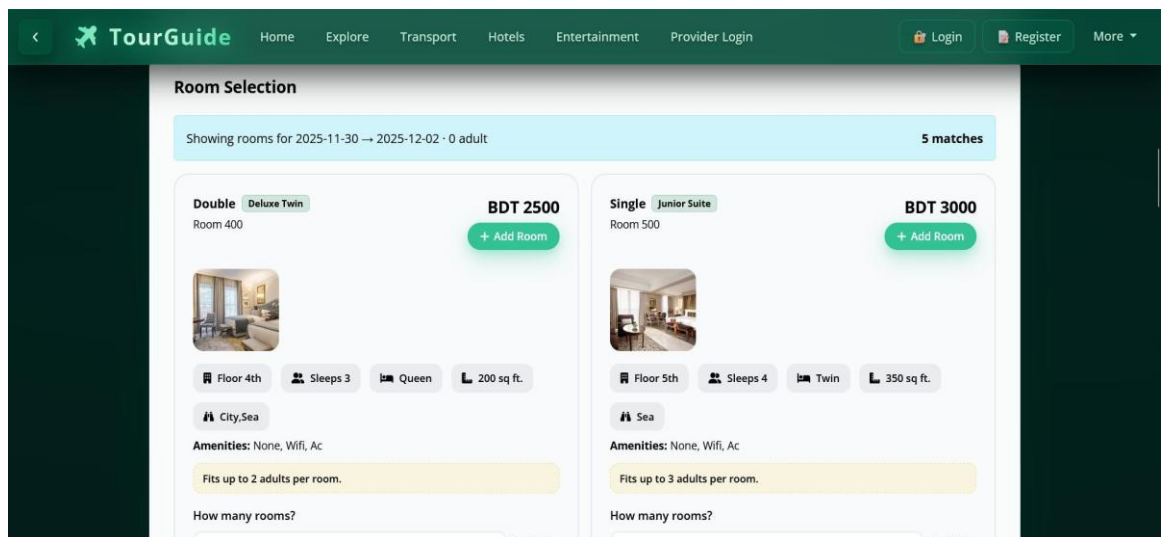 TourGuide Home Explore Transport Hotels Entertainment Provider Login Login Register More
Room Selection
Showing rooms for 2025-11-30 → 2025-12-02 · 0 adult 5 matches
Double Deluxe Twin BDT 2500
Room 400
+ Add Room
Floor 4th Sleeps 3 Queen 200 sq ft.
City,Sea
Amenities: None, Wifi, Ac
Fits up to 2 adults per room.
How many rooms?
Single Junior Suite BDT 3000
Room 500
+ Add Room
Floor 5th Sleeps 4 Twin 350 sq ft.
Sea
Amenities: None, Wifi, Ac
Fits up to 3 adults per room.
How many rooms?